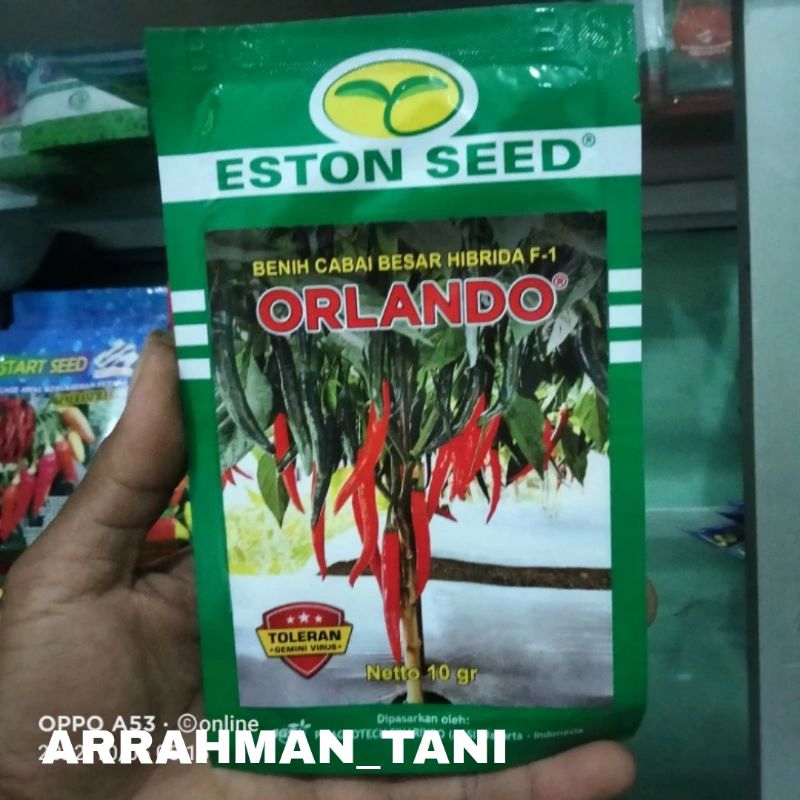 ESTON SEED®
BENIH CABAI BESAR HIBRIDA F-1
ORLANDO®
START SEED
TOLERAN
GEMINI VIRUS
Netto 10 gr
Dipasarkan oleh:
- Indonesia
OPPO A53 · ©online
ARRAHMAN_TANI